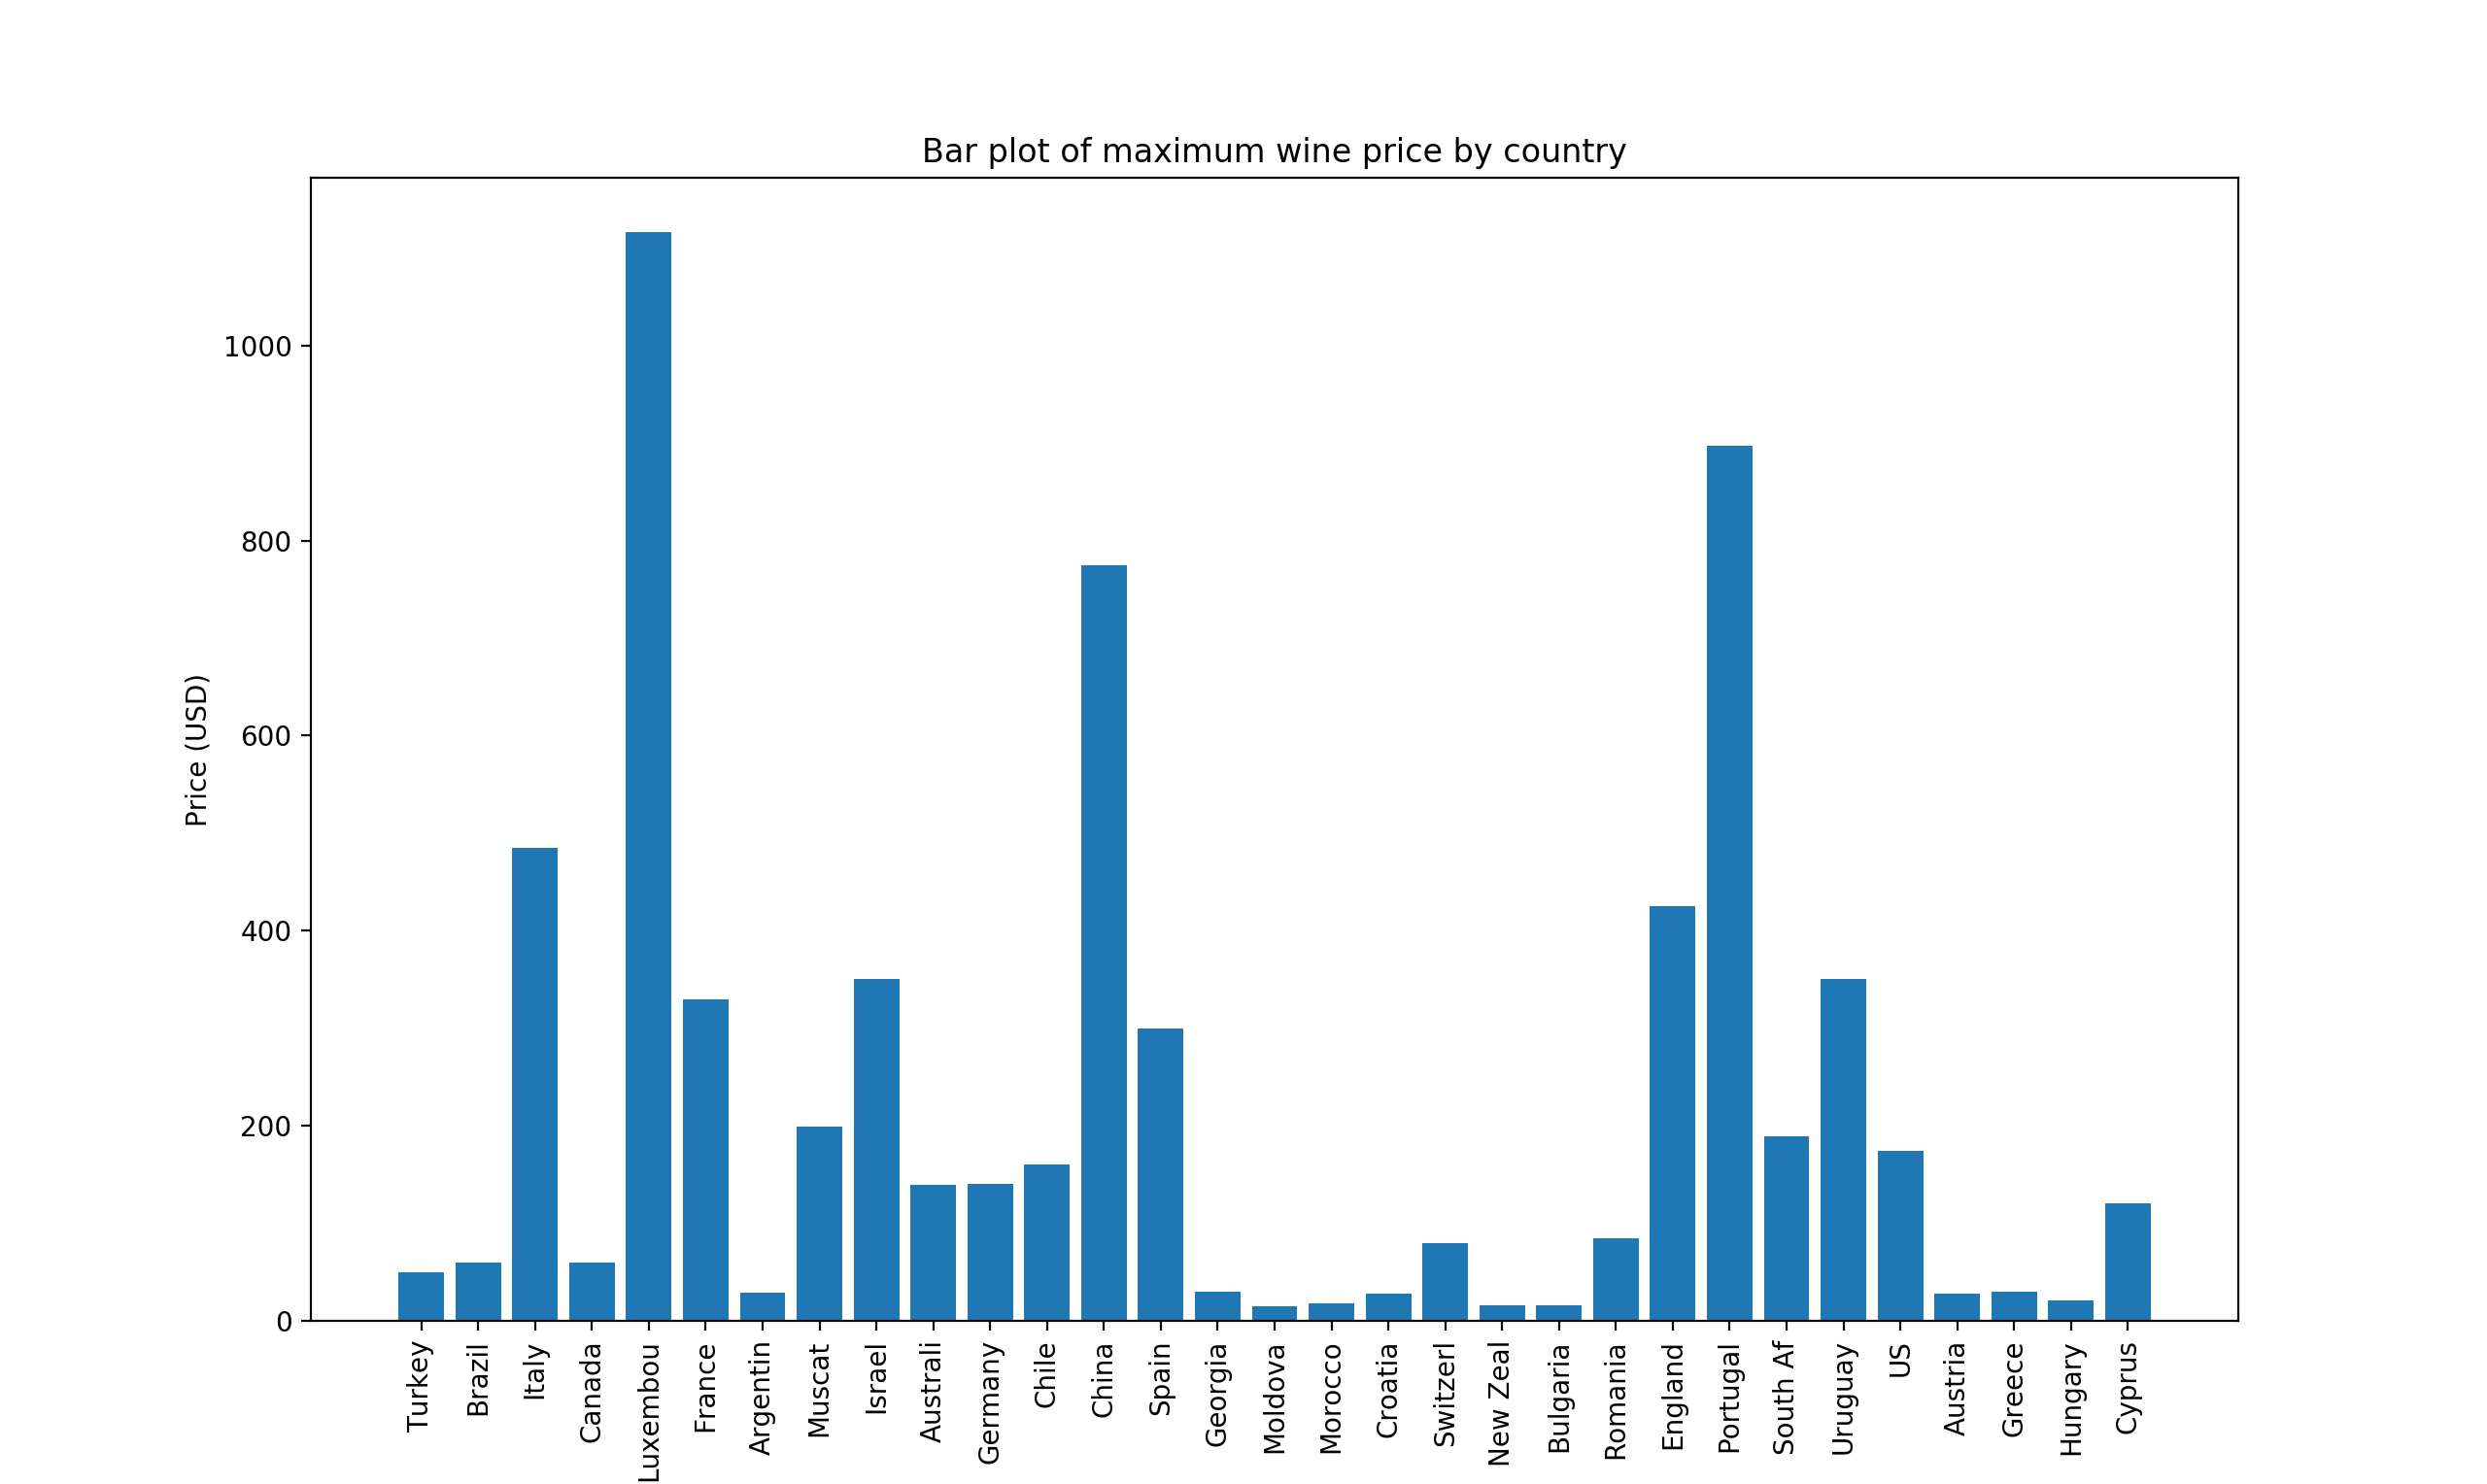 Bar plot of maximum wine price by country
Price (USD)
1000
800
600
400
200
0
Turkey
Brazil
Italy
Canada
Luxembou
France
Argentin
Muscat
Israel
Australi
Germany
Chile
China
Spain
Georgia
Moldova
Morocco
Croatia
Switzerl
New Zeal
Bulgaria
Romania
England
Portugal
South Af
Uruguay
US
Austria
Greece
Hungary
Cyprus